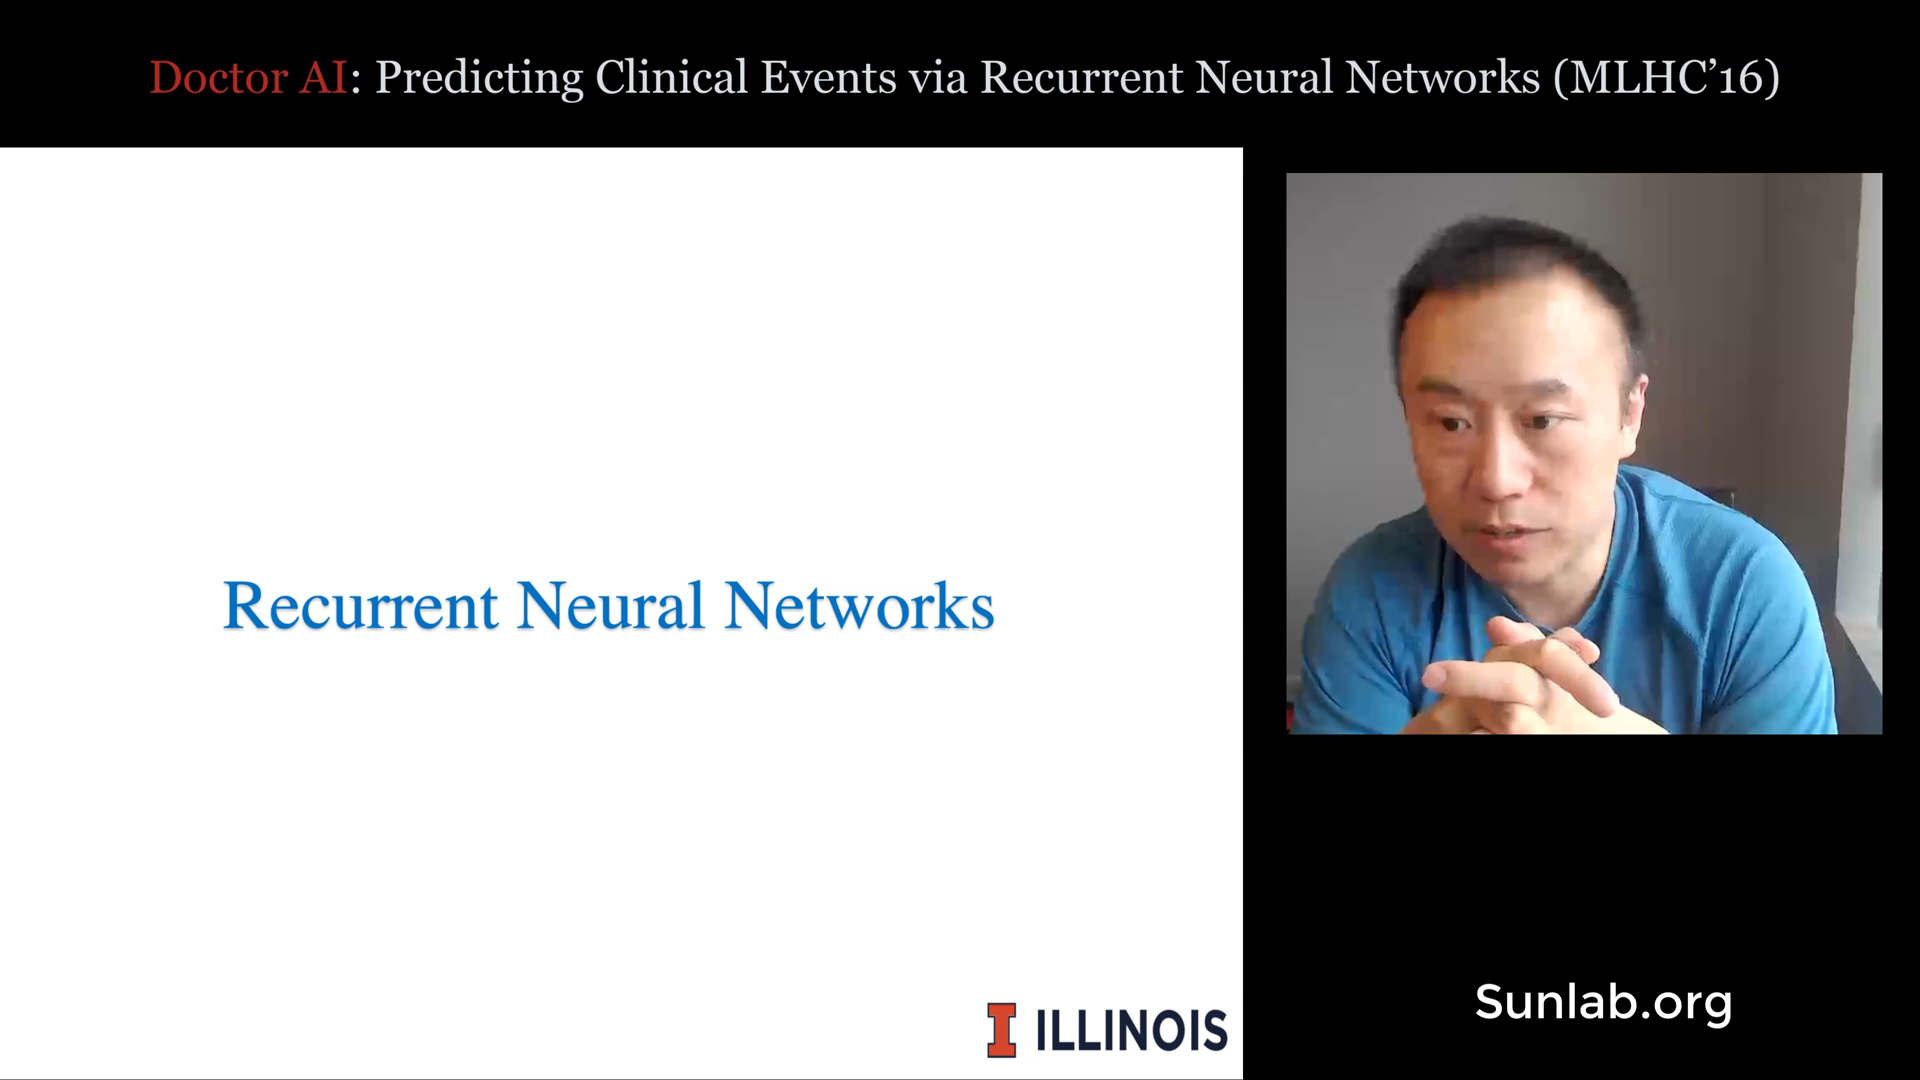 Doctor AI: Predicting Clinical Events via Recurrent Neural Networks (MLHC’16)
Recurrent Neural Networks
ILLINOIS
Sunlab.org